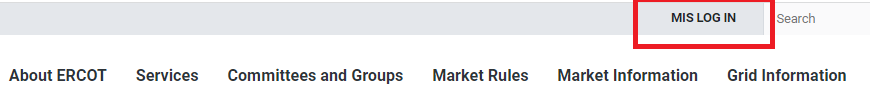 MIS LOG IN Search
About ERCOT Services Committees and Groups Market Rules Market Information Grid Information